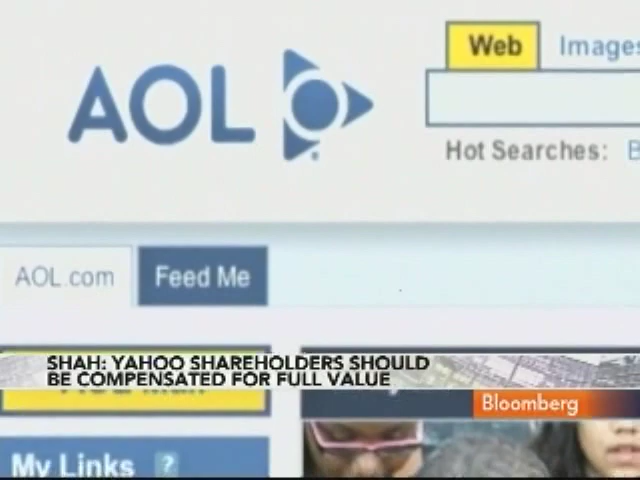 AOL
Web Images
Hot Searches: B
AOL.com Feed Me
SHAH: YAHOO SHAREHOLDERS SHOULD
BE COMPENSATED FOR FULL VALUE
Bloomberg
My Links ?